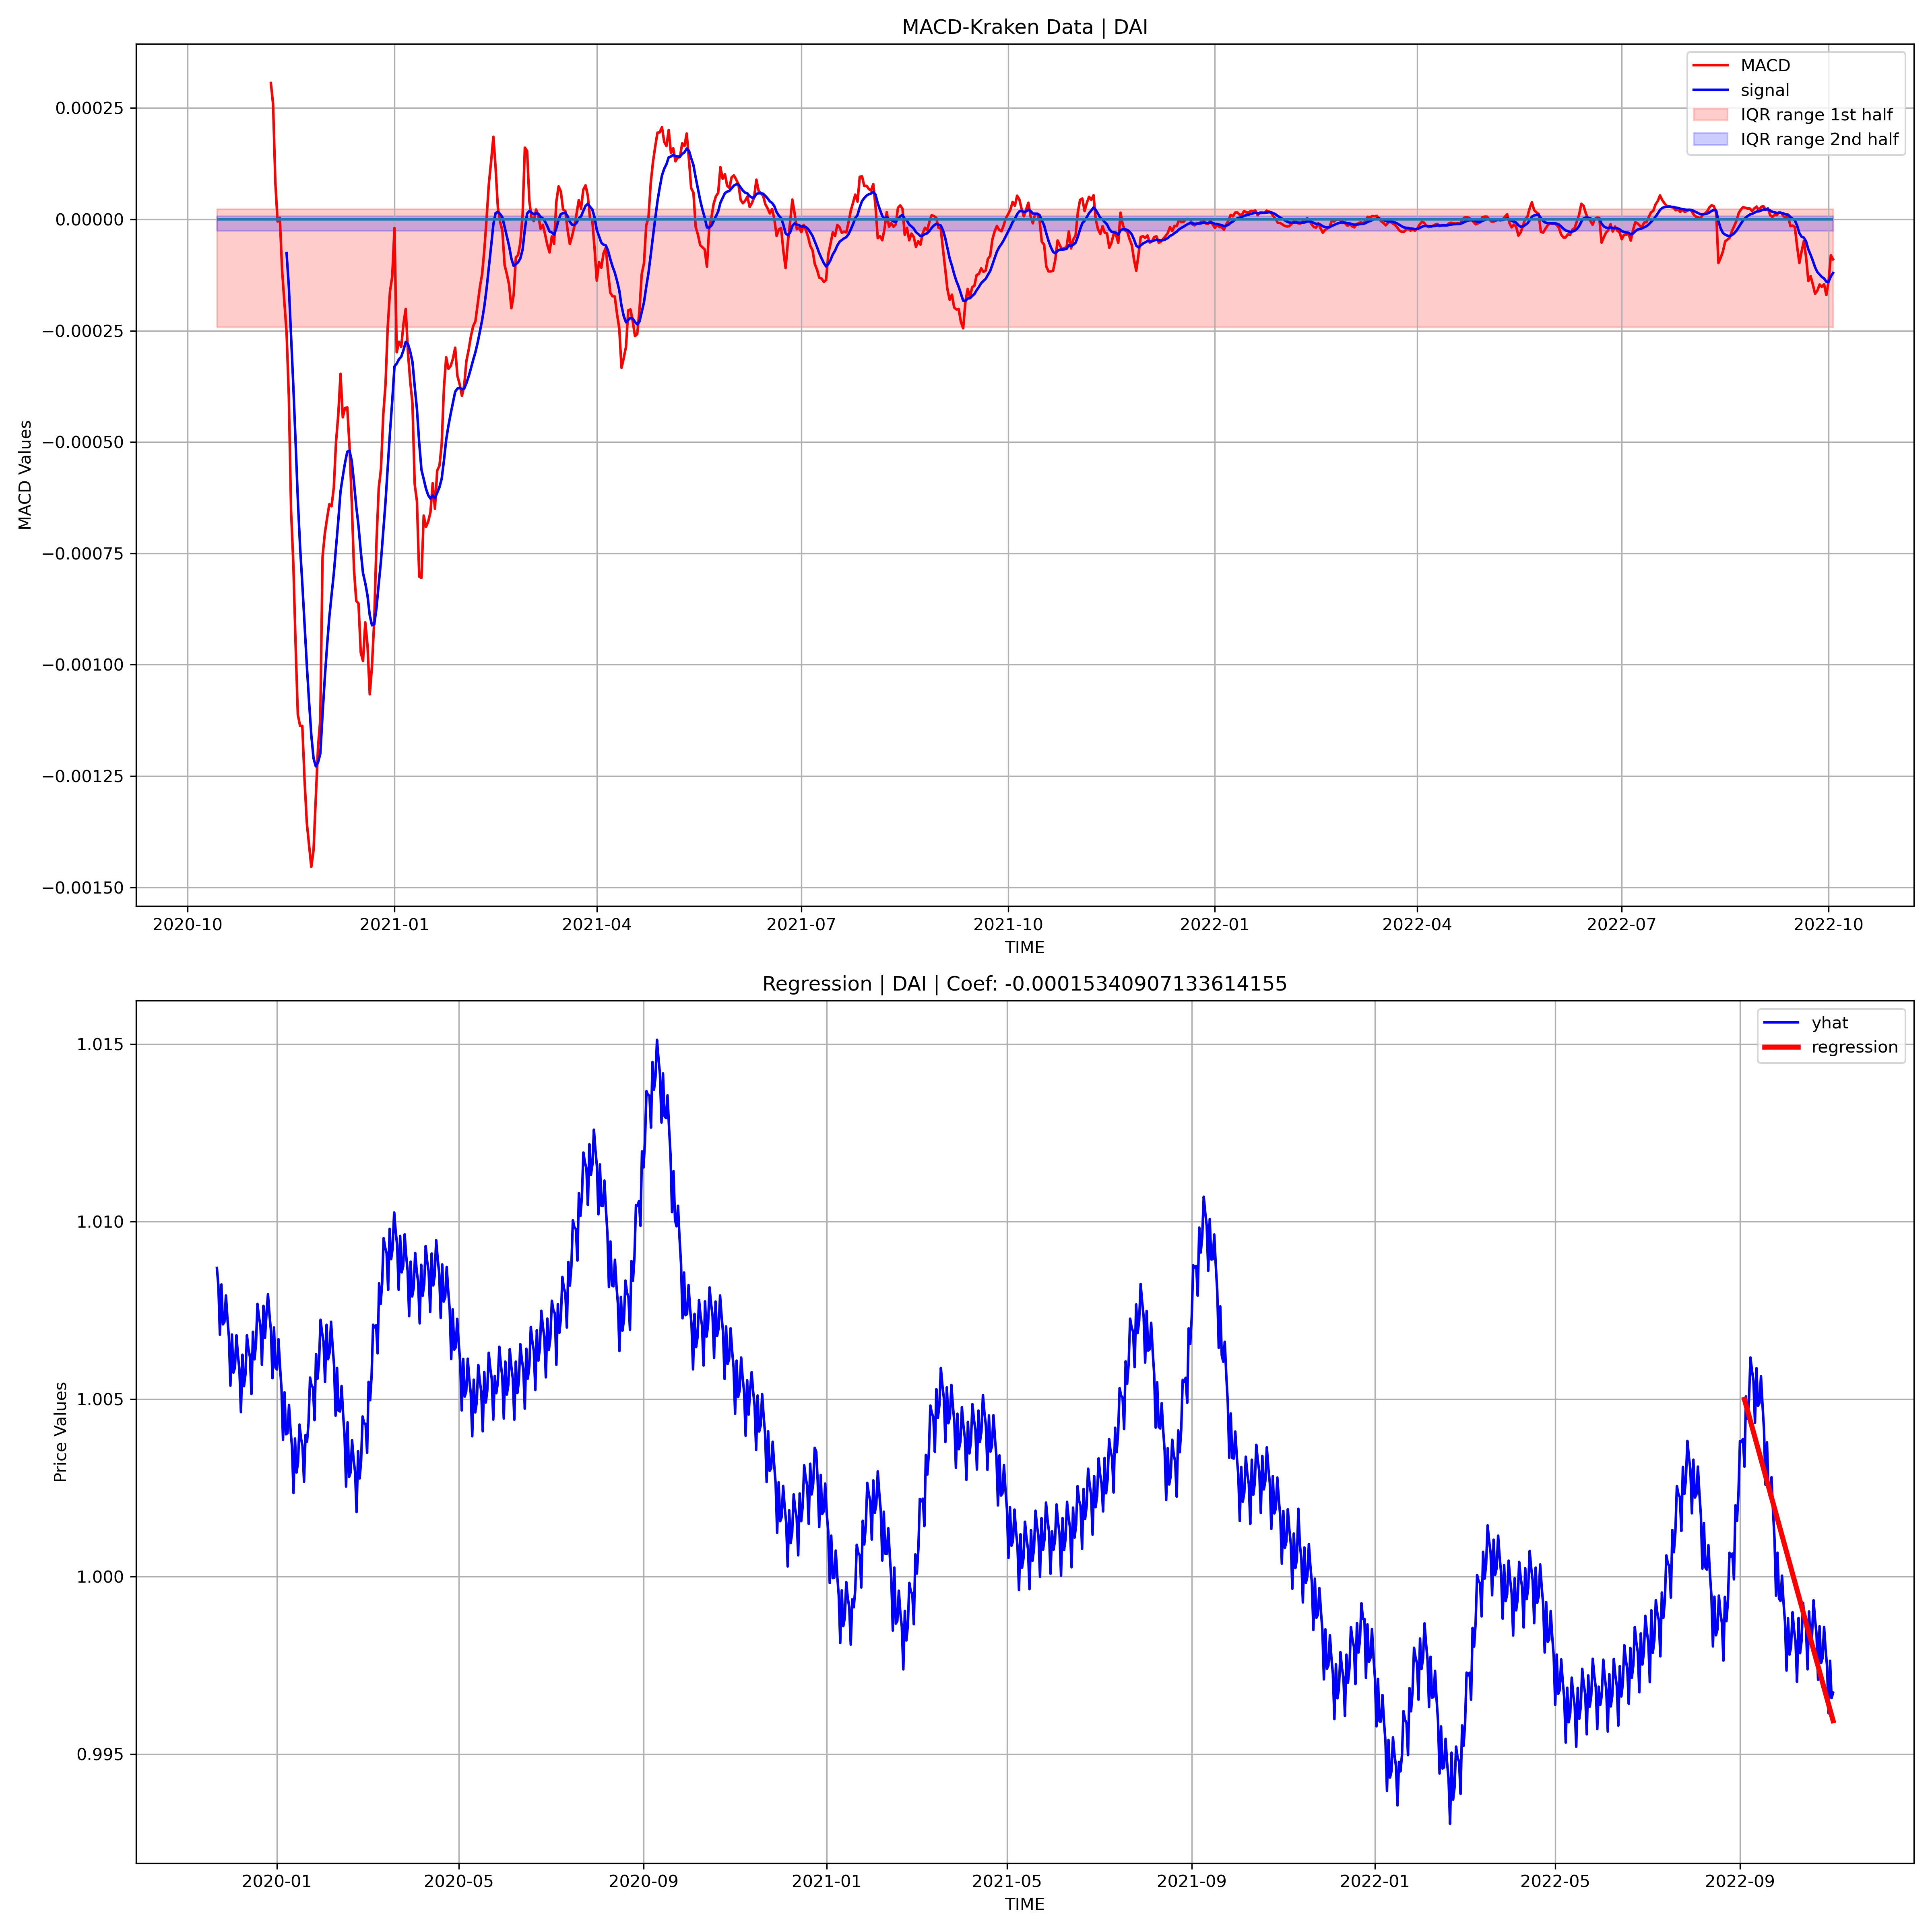 MACD-Kraken Data | DAI
MACD
signal
IQR range 1st half
IQR range 2nd half
0.00025
0.00000
−0.00025
−0.00050
−0.00075
−0.00100
−0.00125
−0.00150
MACD Values
2020-10 2021-01 2021-04 2021-07 2021-10 2022-01 2022-04 2022-07 2022-10
TIME
Regression | DAI | Coef: -0.00015340907133614155
yhat
regression
1.015
1.010
1.005
1.000
0.995
Price Values
2020-01 2020-05 2020-09 2021-01 2021-05 2021-09 2022-01 2022-05 2022-09
TIME